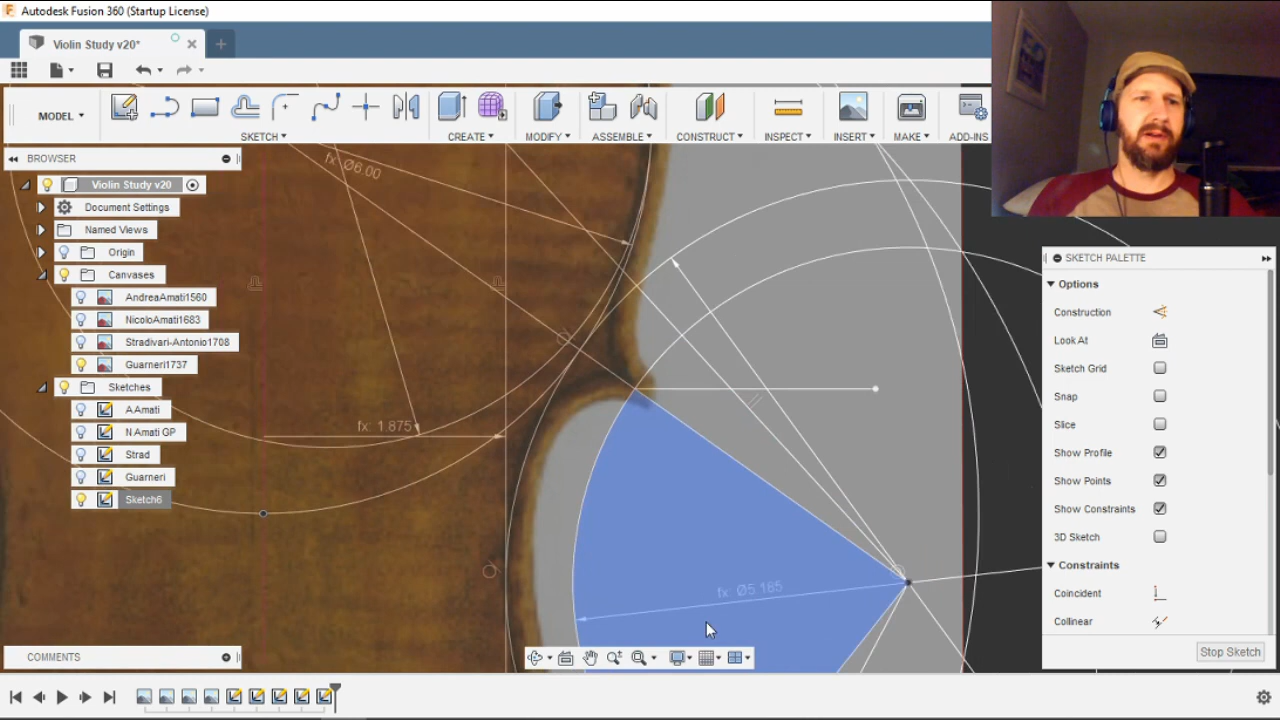 Autodesk Fusion 360 (Startup License)
Violin Study v20*
MODEL
SKETCH
CREATE
MODIFY
ASSEMBLE
CONSTRUCT
INSPECT
INSERT
MAKE
ADD-INS
BROWSER
Violin Study v20
Document Settings
Named Views
Origin
Canvases
AndreaAmati1560
NicoloAmati1683
Stradivari-Antonio1708
Guarneri1737
Sketches
A Amati
N Amati GP
Strad
Guarneri
Sketch6
fx: Ø6.00
fx: 1.875
fx: Ø5.185
SKETCH PALETTE
Options
Construction
Look At
Sketch Grid
Snap
Slice
Show Profile
Show Points
Show Constraints
3D Sketch
Constraints
Coincident
Collinear
Stop Sketch
COMMENTS